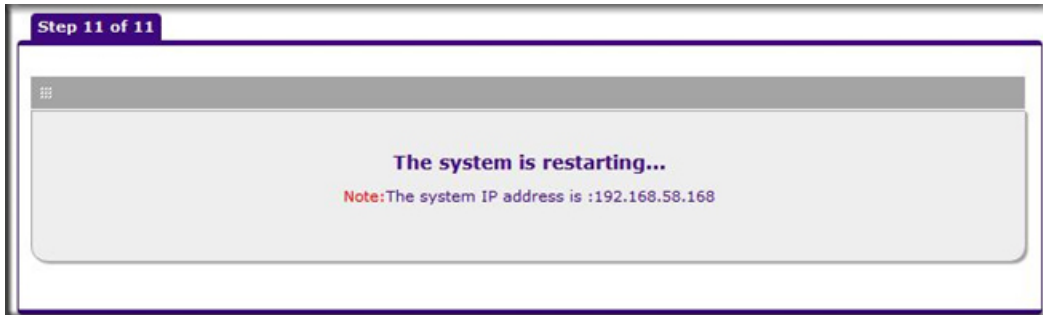 Step 11 of 11
The system is restarting...
Note:The system IP address is :192.168.58.168